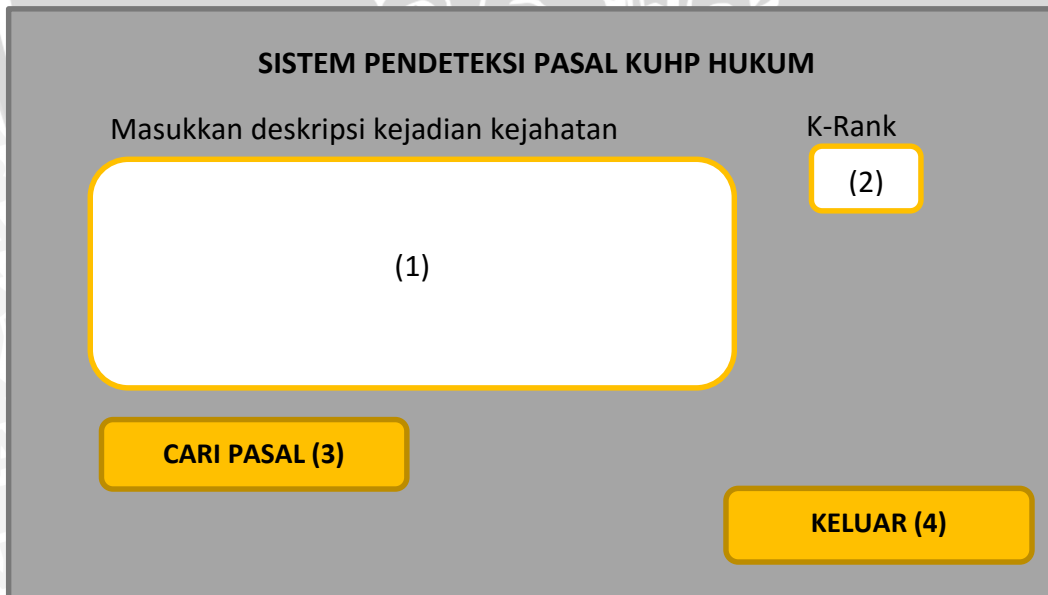 SISTEM PENDETEKSI PASAL KUHP HUKUM
Masukkan deskripsi kejadian kejahatan
K-Rank
(2)
(1)
CARI PASAL (3)
KELUAR (4)